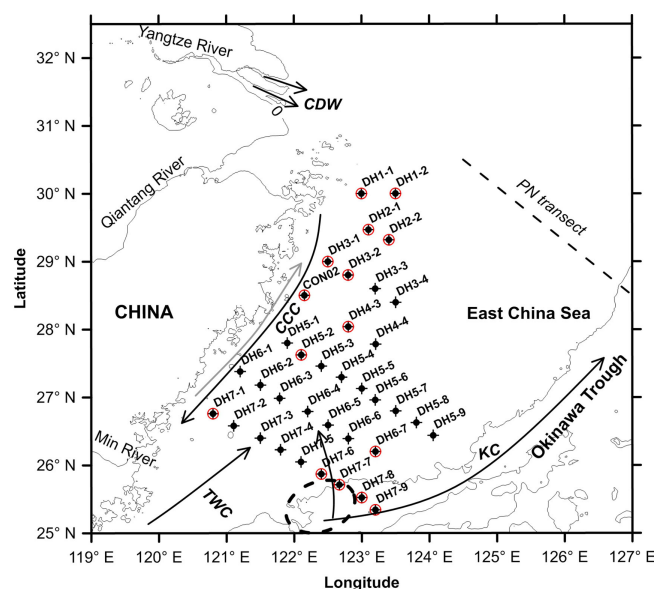 32° N
31° N
30° N
29° N
28° N
27° N
26° N
25° N
Latitude
Yangtze River
0
CDW
Qiantang River
DH1-1
DH1-2
DH2-1
DH2-2
PN transect
DH3-1
DH3-2
CON02
DH3-3
DH3-4
CHINA
CCC
East China Sea
DH4-3
DH4-4
DH5-1
DH5-2
DH5-3
DH5-4
DH5-5
DH5-6
DH5-7
DH5-8
DH5-9
DH6-1
DH6-2
DH6-3
DH6-4
DH6-5
DH6-6
DH6-7
DH7-1
DH7-2
DH7-3
DH7-4
DH7-5
DH7-6
DH7-7
DH7-8
DH7-9
Min River
TWC
KC
Okinawa Trough
119° E 120° E 121° E 122° E 123° E 124° E 125° E 126° E 127° E
Longitude